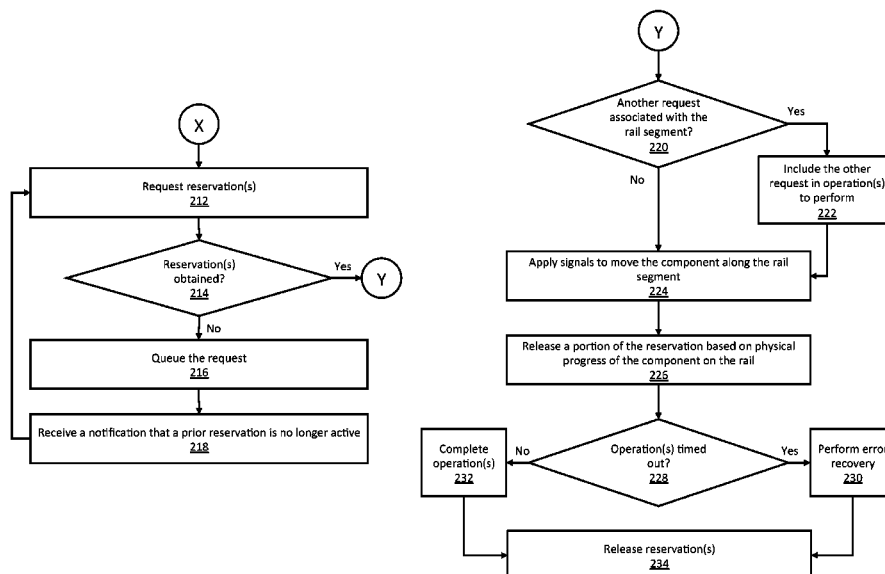 X
Request reservation(s)
212
Reservation(s)
obtained?
214
Yes
Y
No
Queue the request
216
Receive a notification that a prior reservation is no longer active
218
Y
Another request
associated with the
rail segment?
220
Yes
No
Include the other
request in operation(s)
to perform
222
Apply signals to move the component along the rail
segment
224
Release a portion of the reservation based on physical
progress of the component on the rail
226
Operation(s) timed
out?
228
No
Yes
Complete
operation(s)
232
Perform error
recovery
230
Release reservation(s)
234